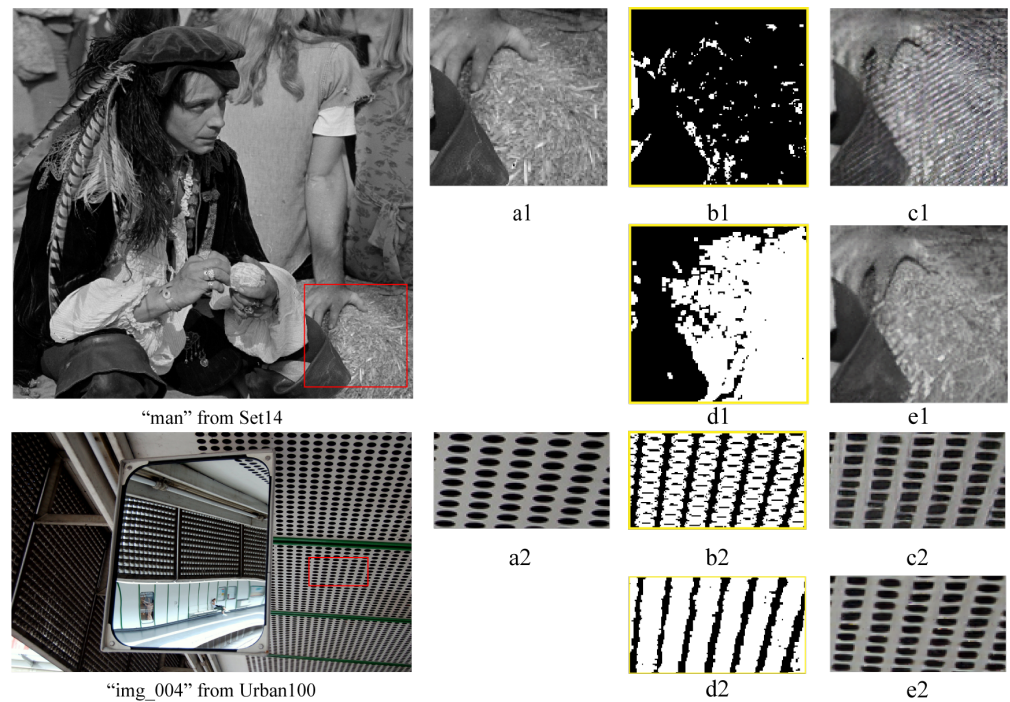 a1
b1
c1
d1
e1
“man” from Set14
a2
b2
c2
d2
e2
“img_004” from Urban100